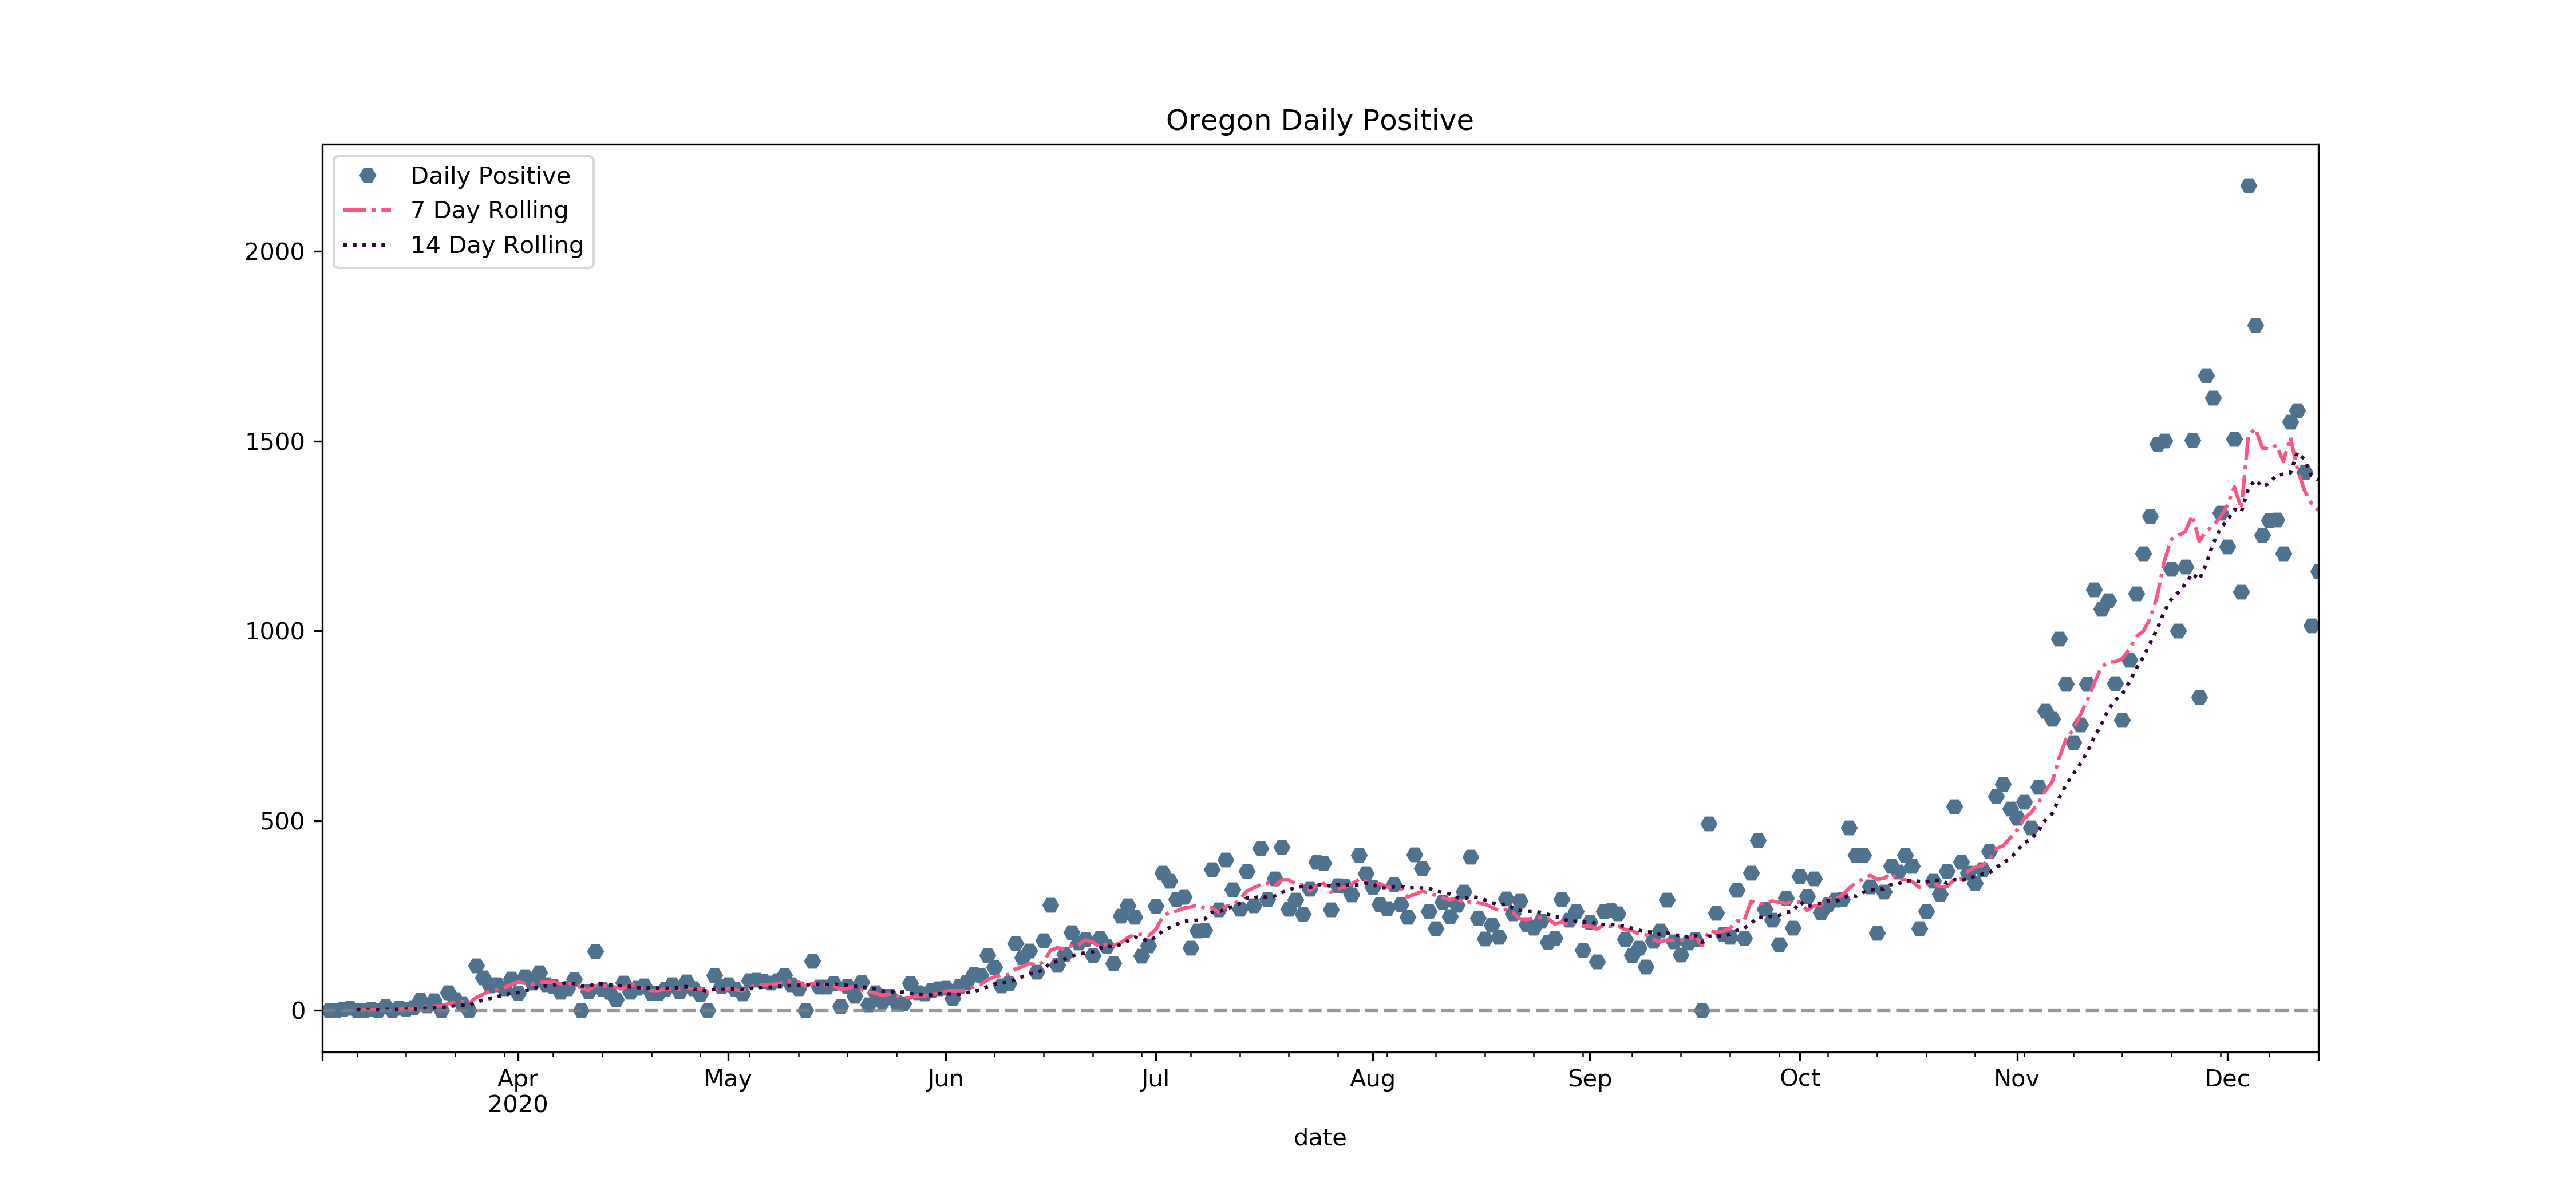 Oregon Daily Positive
Daily Positive
7 Day Rolling
14 Day Rolling
2000
1500
1000
500
0
Apr May Jun Jul Aug Sep Oct Nov Dec
2020
date